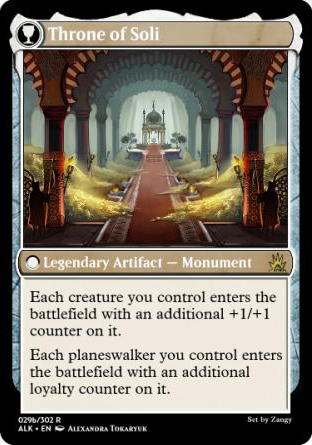 Throne of Soli
Legendary Artifact — Monument
Each creature you control enters the
battlefield with an additional +1/+1
counter on it.
Each planeswalker you control enters
the battlefield with an additional
loyalty counter on it.
029b/302 R
ALK • EN Alexandra Tokaryuk
Set by Zangy